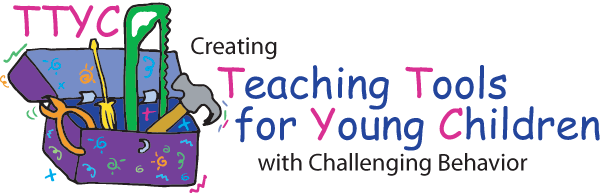 TTYC
Creating
Teaching Tools
for Young Children
with Challenging Behavior